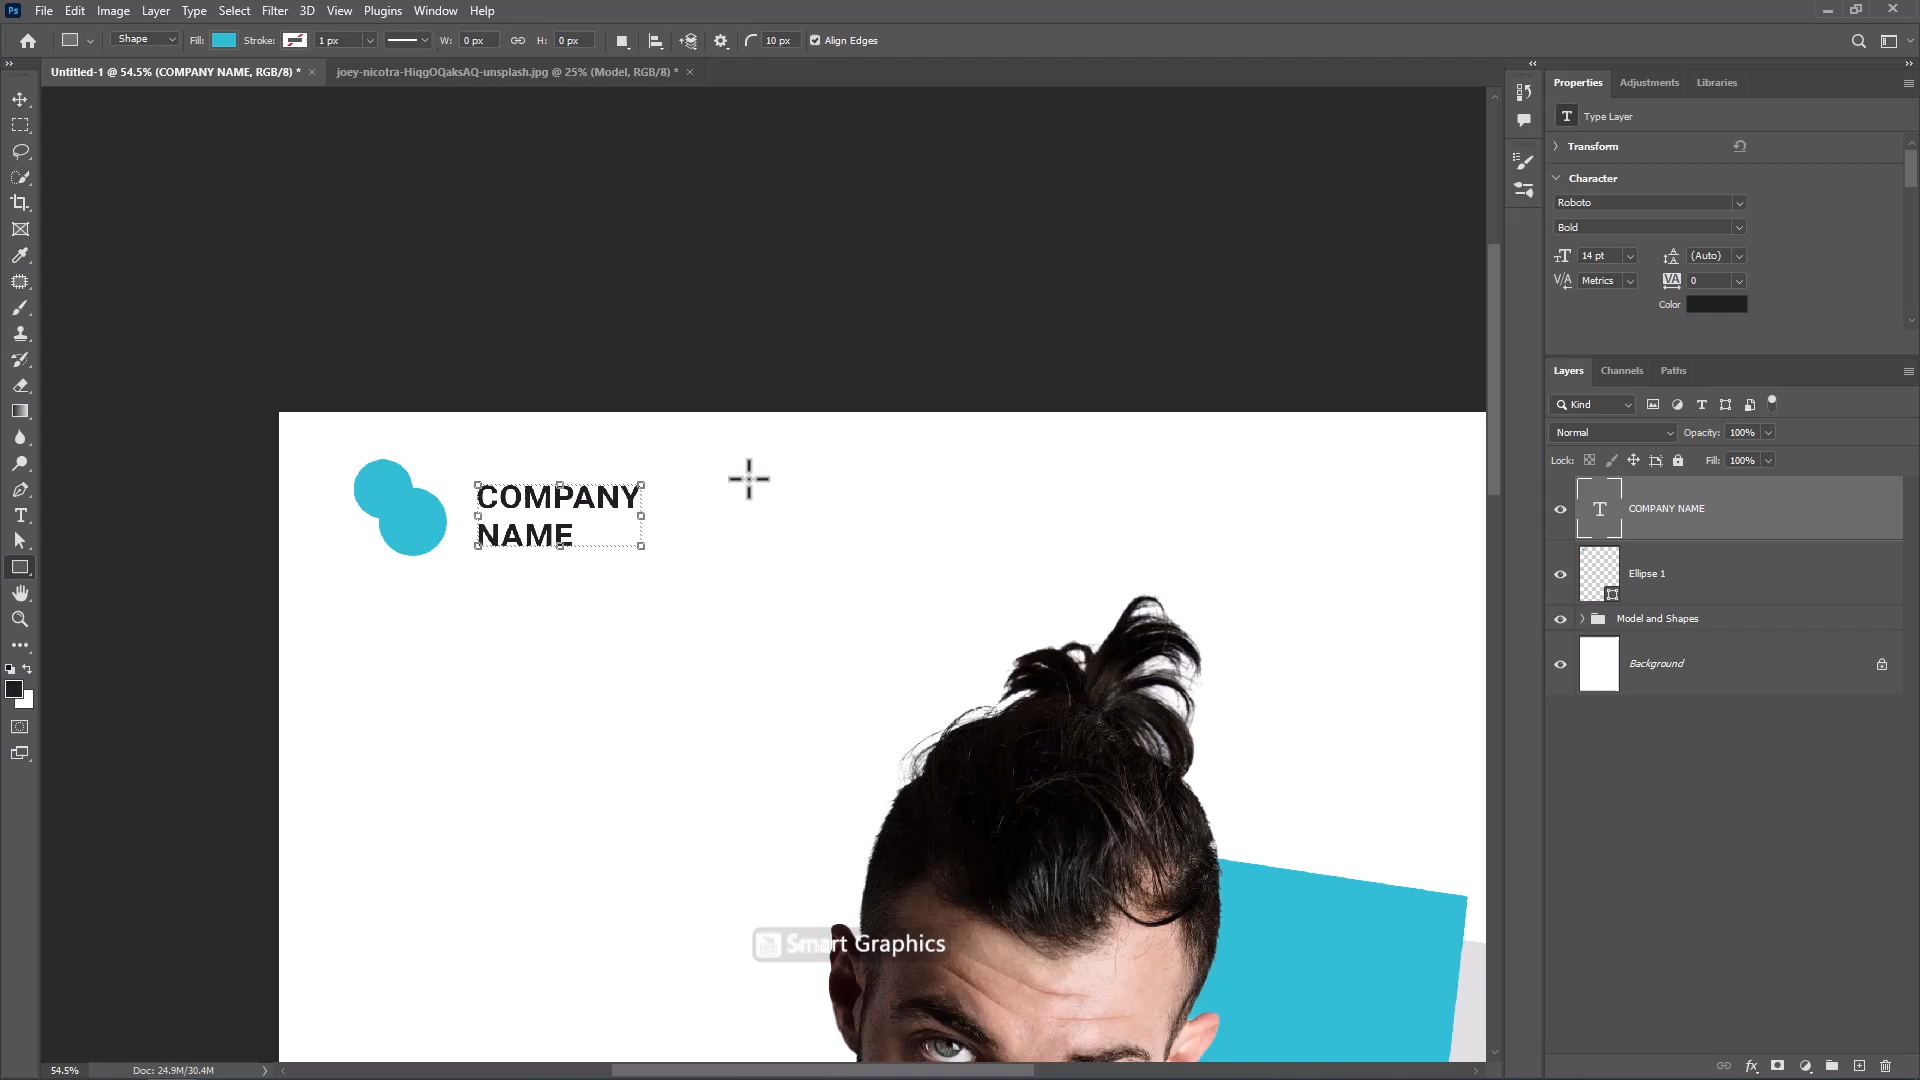 Ps File Edit Image Layer Type Select Filter 3D View Plugins Window Help
Shape Fill: Stroke: 1 px W: 0 px H: 0 px 10 px Align Edges
Untitled-1 @ 54.5% (COMPANY NAME, RGB/8) * × joey-nicotra-HiqgOQaksAQ-unsplash.jpg @ 25% (Model, RGB/8) * ×
Properties Adjustments Libraries
T Type Layer
Transform
Character
Roboto
Bold
14 pt (Auto)
Metrics 0
Color
Layers Channels Paths
Kind
Normal Opacity: 100%
Lock: Fill: 100%
T COMPANY NAME
Ellipse 1
Model and Shapes
Background
COMPANY
NAME
Smart Graphics
54.5% Doc: 24.9M/30.4M